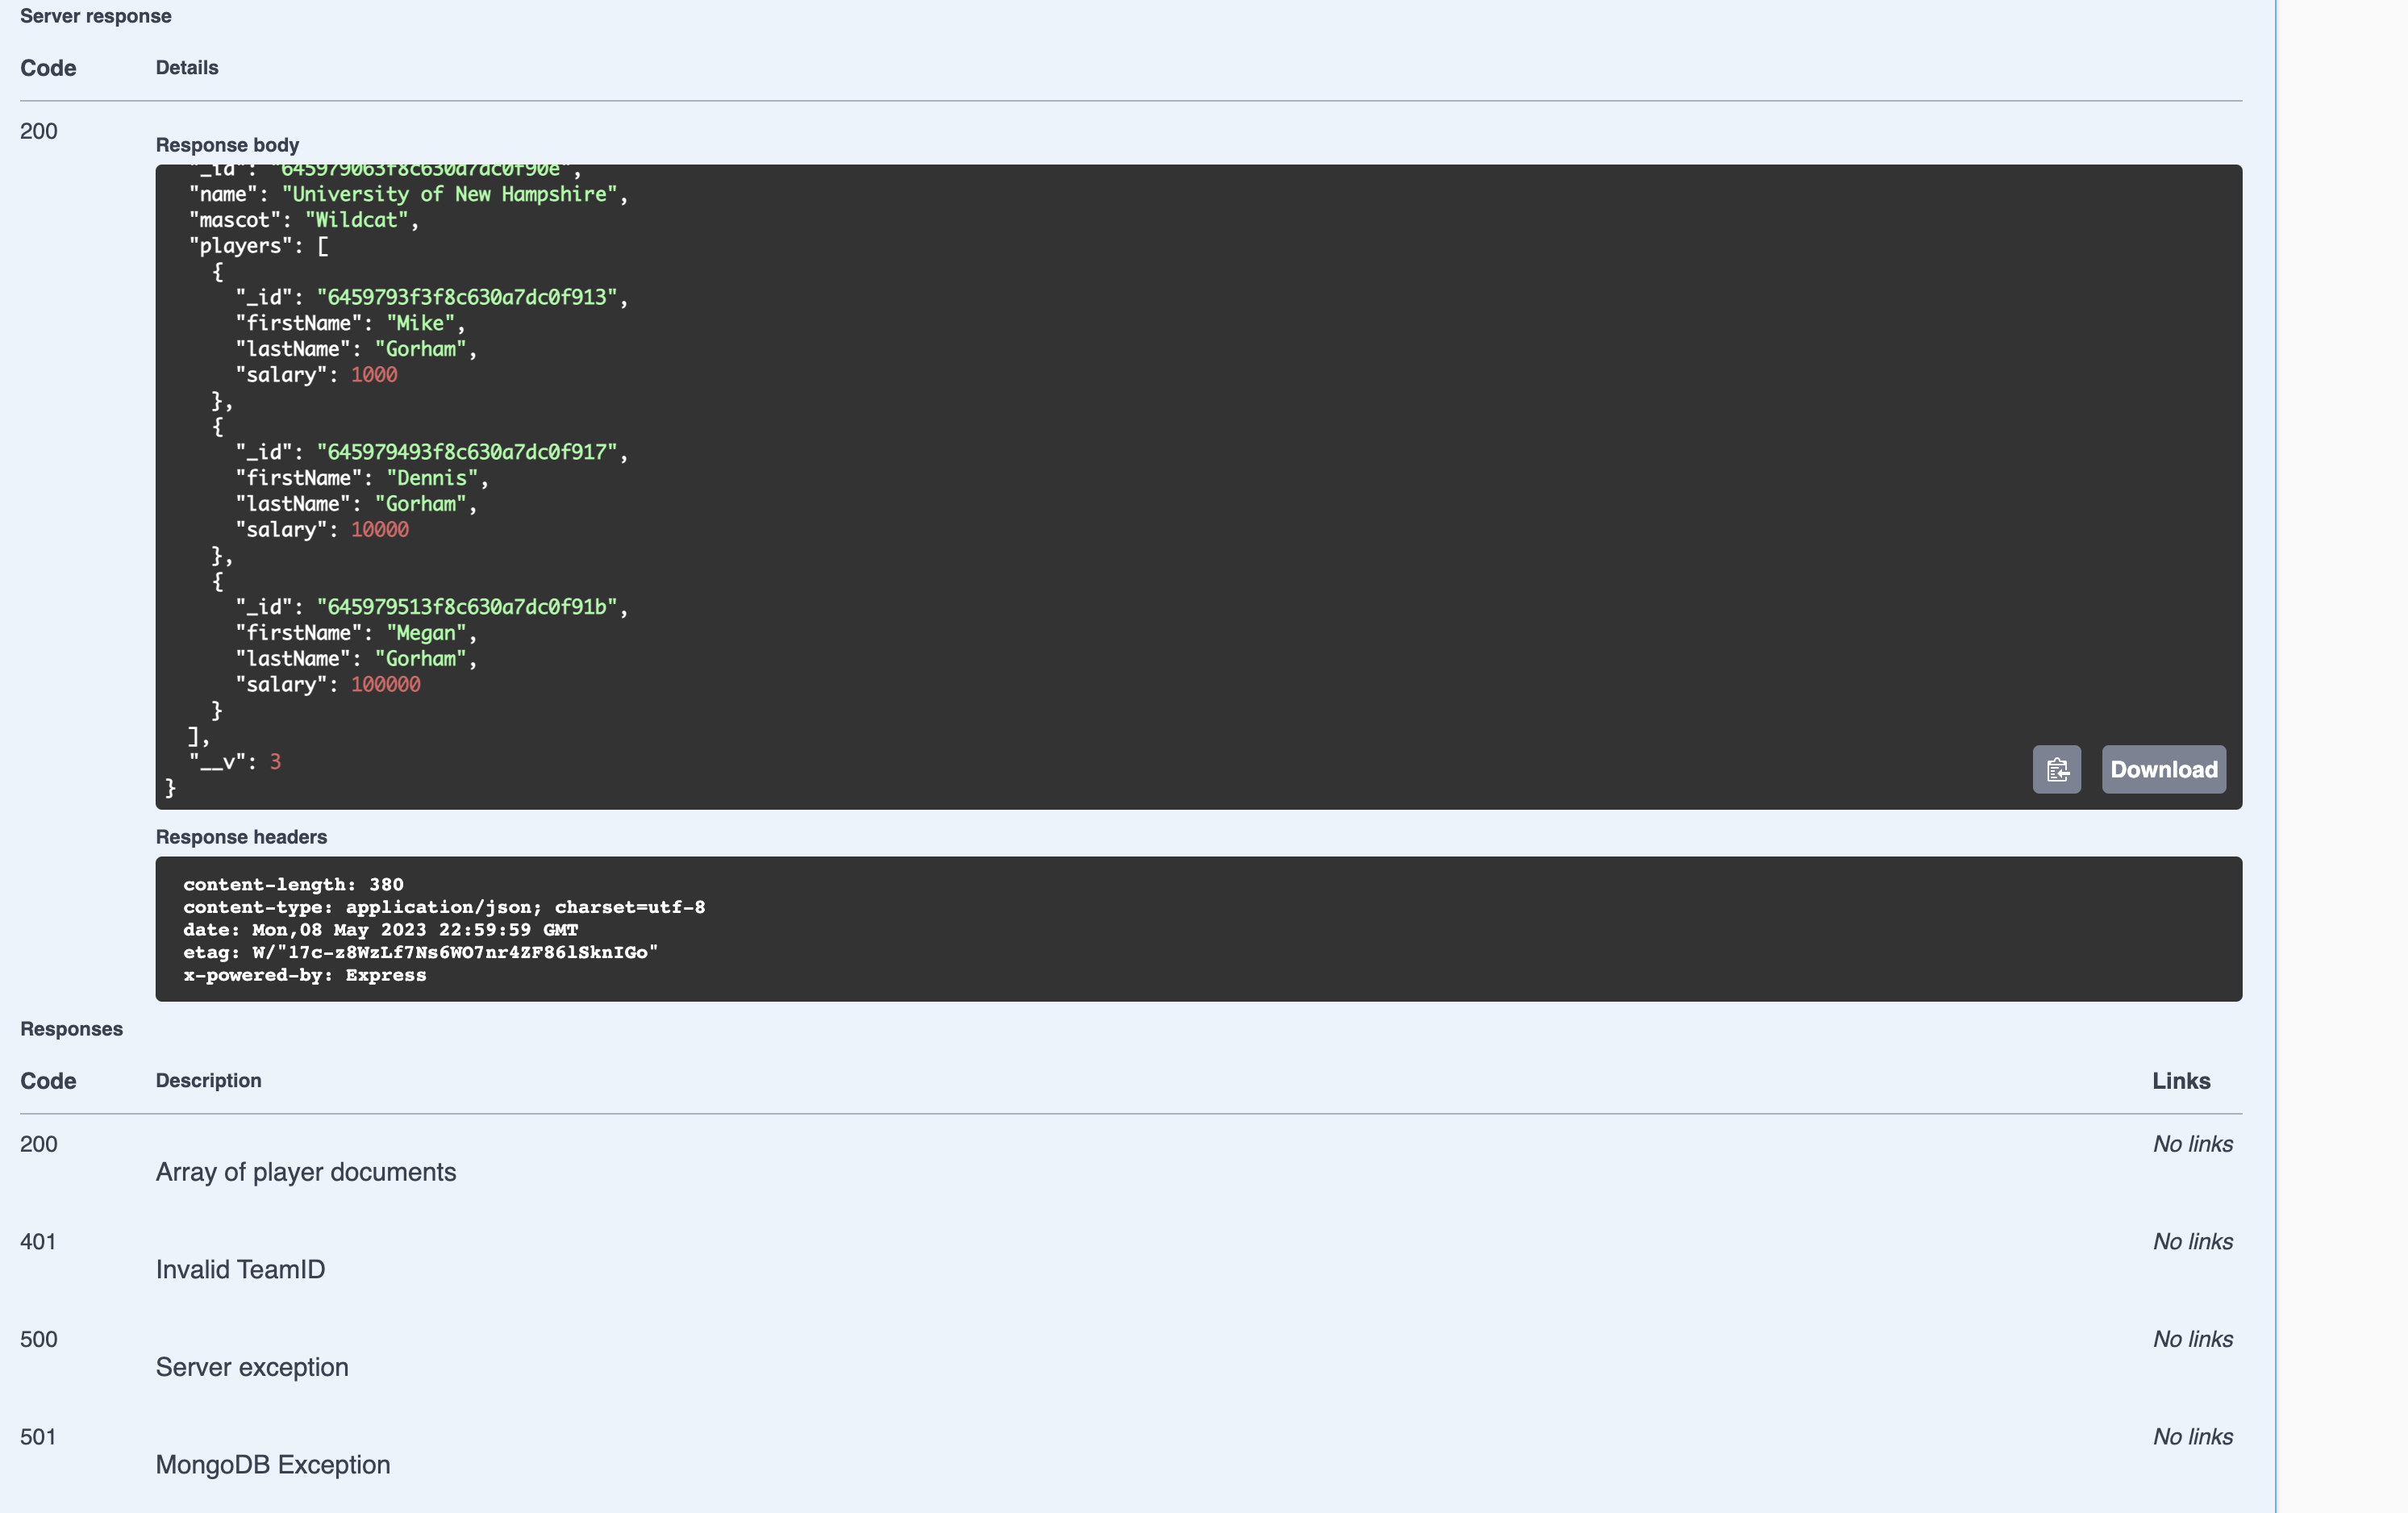 Server response
Code Details
200
Response body
"_id": "645979063f8c630a7dc0f90e",
"name": "University of New Hampshire",
"mascot": "Wildcat",
"players": [
{
"_id": "6459793f3f8c630a7dc0f913",
"firstName": "Mike",
"lastName": "Gorham",
"salary": 1000
},
{
"_id": "645979493f8c630a7dc0f917",
"firstName": "Dennis",
"lastName": "Gorham",
"salary": 10000
},
{
"_id": "645979513f8c630a7dc0f91b",
"firstName": "Megan",
"lastName": "Gorham",
"salary": 100000
}
],
"__v": 3
}
Download
Response headers
content-length: 380
content-type: application/json; charset=utf-8
date: Mon,08 May 2023 22:59:59 GMT
etag: W/"17c-z8WzLf7Ns6WO7nr4ZF86lSknIGo"
x-powered-by: Express
Responses
Code Description Links
200 No links
Array of player documents
401 No links
Invalid TeamID
500 No links
Server exception
501 No links
MongoDB Exception